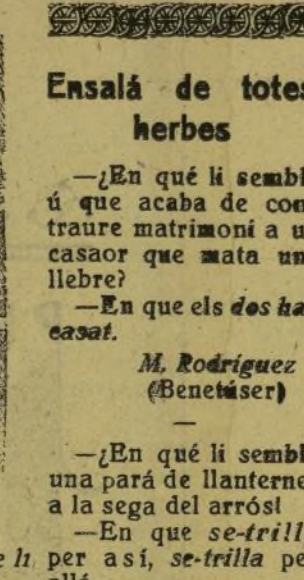 Ensalá de totes
herbes
—¿En qué li sembl
ú que acaba de con
traure matrimoni a u
casaor que mata un
llebre?
—En que els dos ha
casat.
M. Rodríguez
(Benetúser)
—
—¿En qué li sembl
una pará de llanterne
a la sega del arrós!
—En que se-trill
e h per así, se-trilla pe